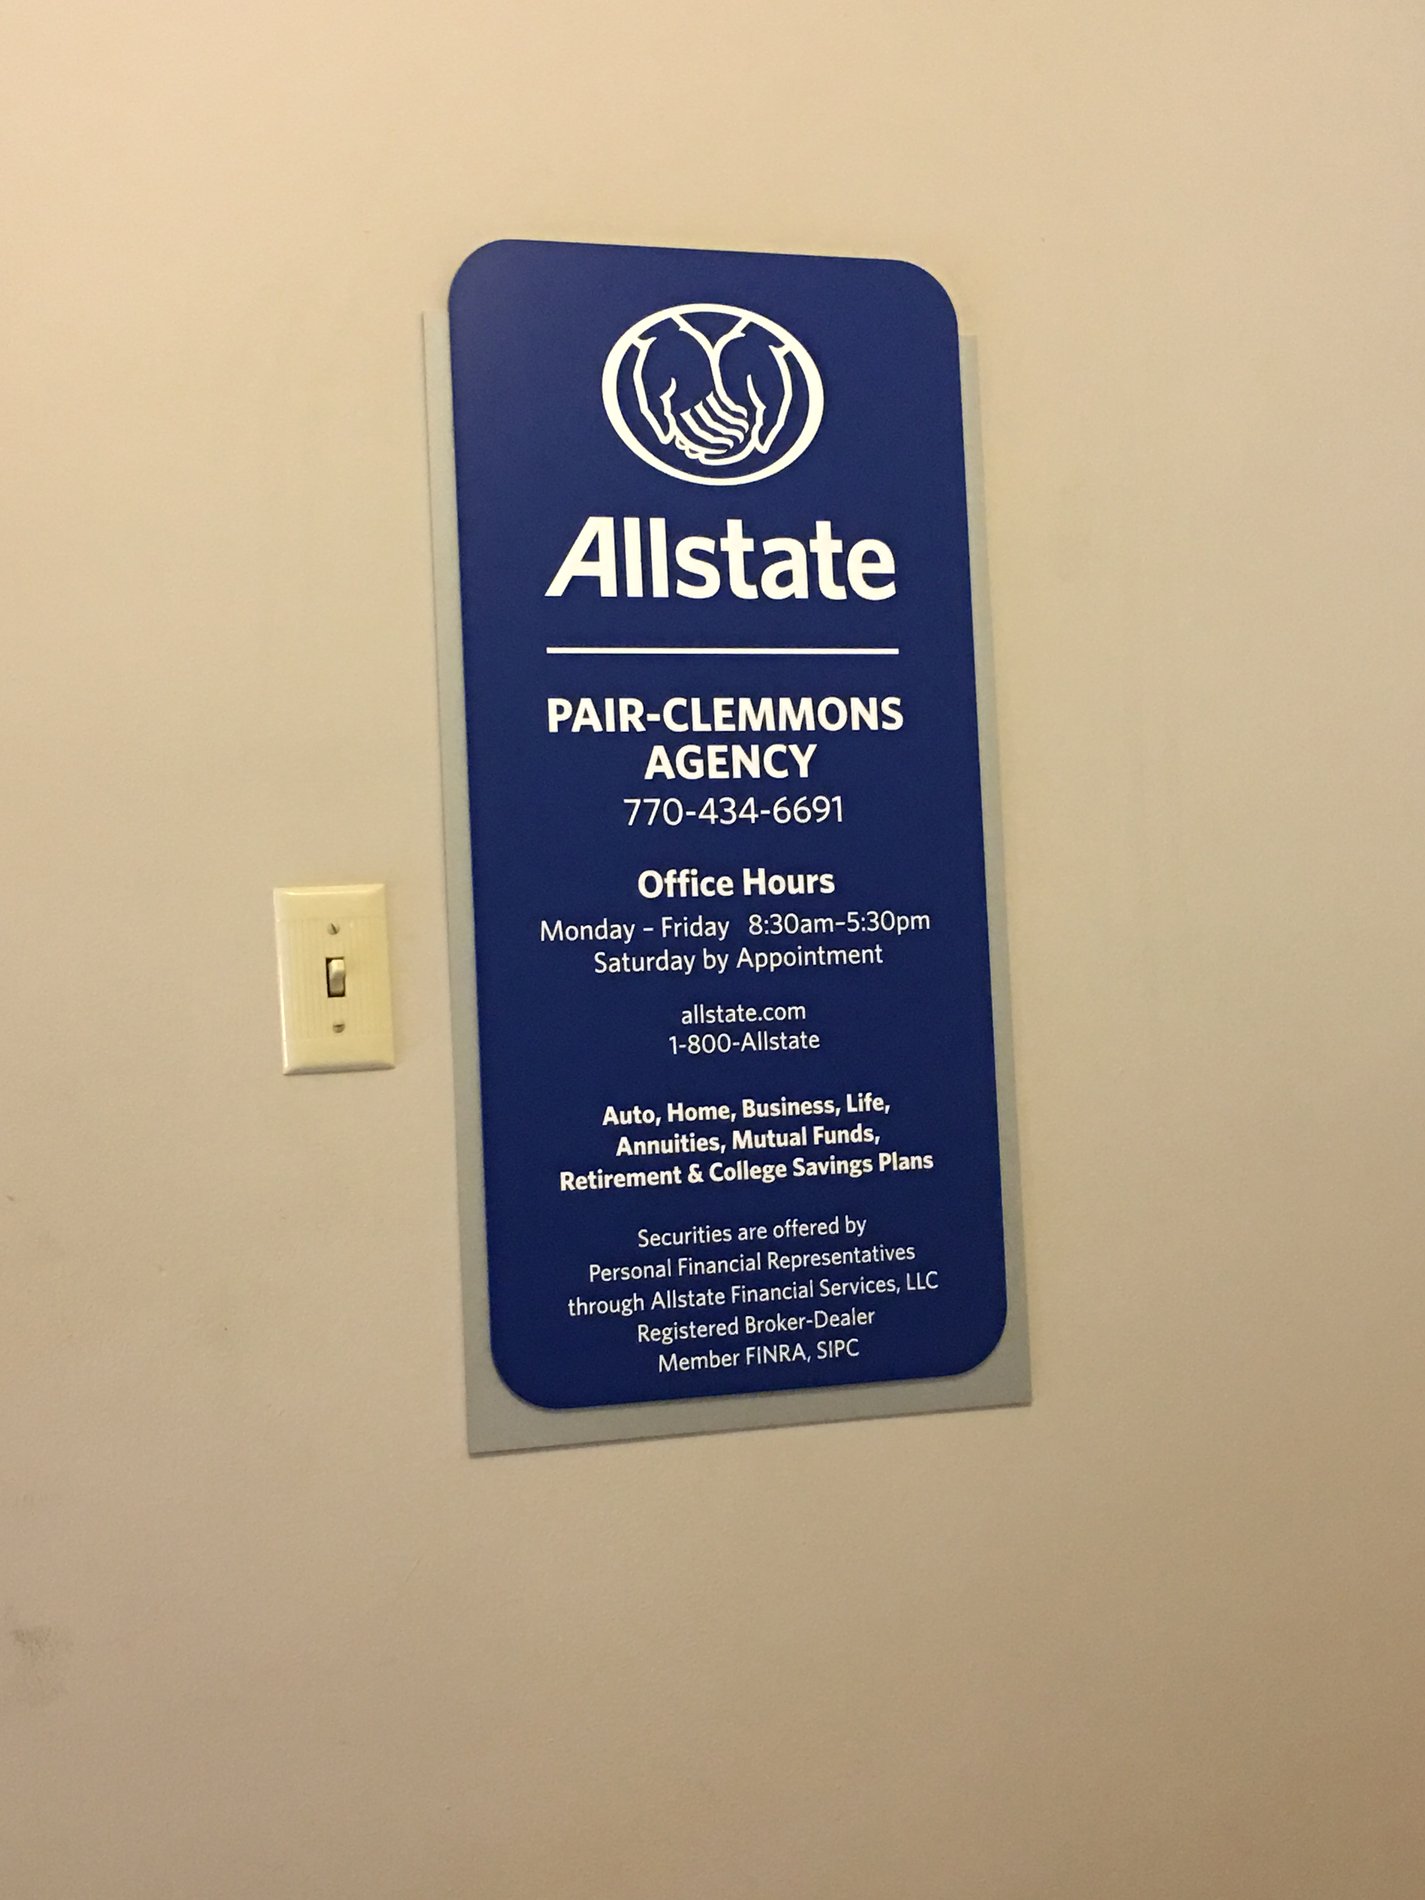 Allstate
PAIR-CLEMMONS
AGENCY
770-434-6691
Office Hours
Monday – Friday 8:30am–5:30pm
Saturday by Appointment
allstate.com
1-800-Allstate
Auto, Home, Business, Life,
Annuities, Mutual Funds,
Retirement & College Savings Plans
Securities are offered by
Personal Financial Representatives
through Allstate Financial Services, LLC
Registered Broker-Dealer
Member FINRA, SIPC